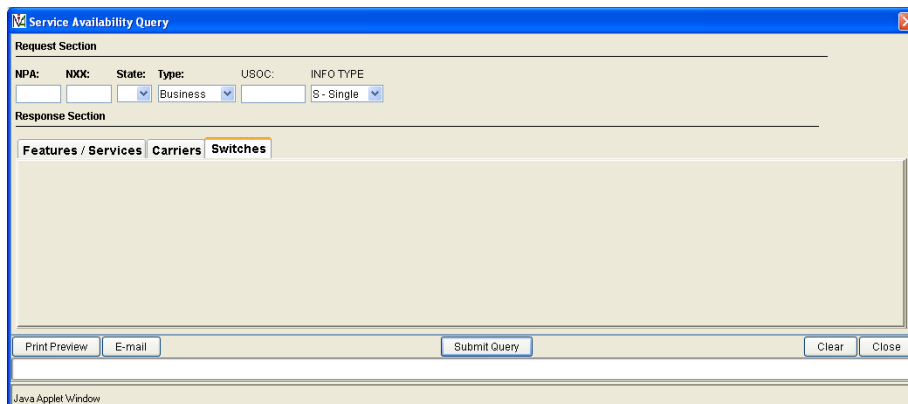 Service Availability Query
Request Section
NPA: NXX: State: Type: USOC: INFO TYPE
Business S - Single
Response Section
Features / Services Carriers Switches
Print Preview E-mail Submit Query Clear Close
Java Applet Window